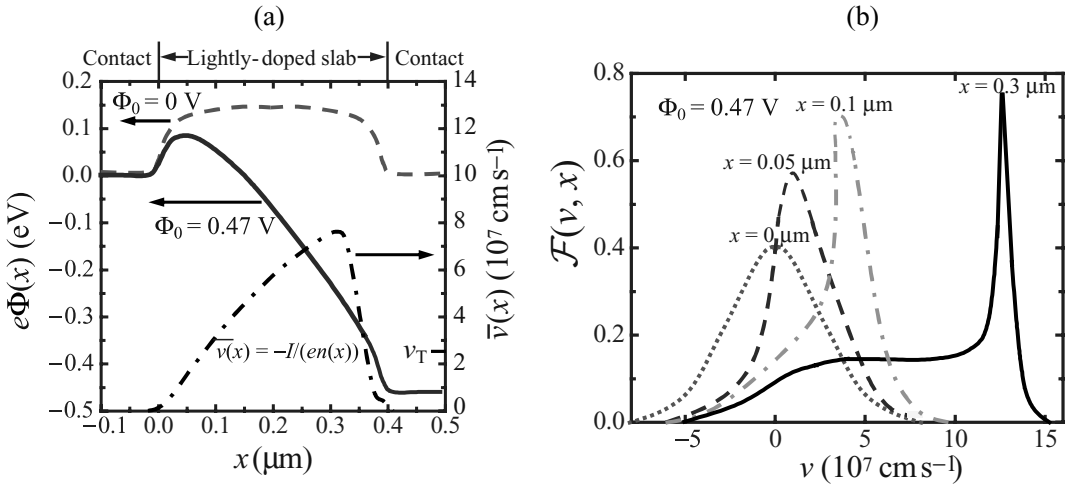 (a)
Contact Lightly-doped slab Contact
0.2
0.1
0.0
−0.1
−0.2
−0.3
−0.4
−0.5
eΦ(x) (eV)
Φ₀ = 0 V
Φ₀ = 0.47 V
v̄(x) = −I/(en(x))
v_T
14
12
10
8
6
4
2
0
v̄(x) (10⁷ cm s⁻¹)
−0.1 0.0 0.1 0.2 0.3 0.4 0.5
x (μm)
(b)
0.8
0.6
0.4
0.2
0.0
ℱ(v, x)
Φ₀ = 0.47 V
x = 0.3 μm
x = 0.1 μm
x = 0.05 μm
x = 0 μm
−5 0 5 10 15
v (10⁷ cm s⁻¹)